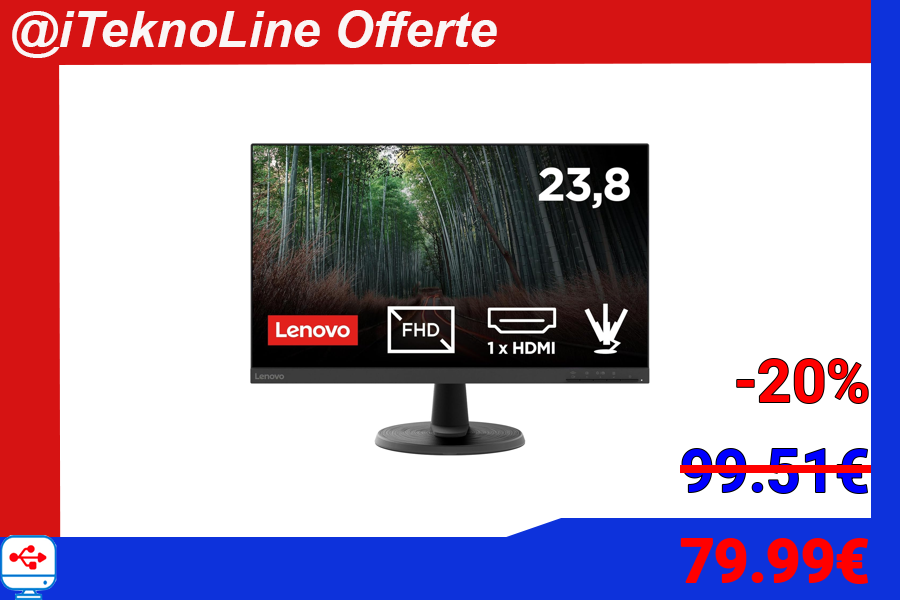 @iTeknoLine Offerte
23,8
Lenovo
FHD
1 x HDMI
Lenovo
-20%
99.51€
79.99€